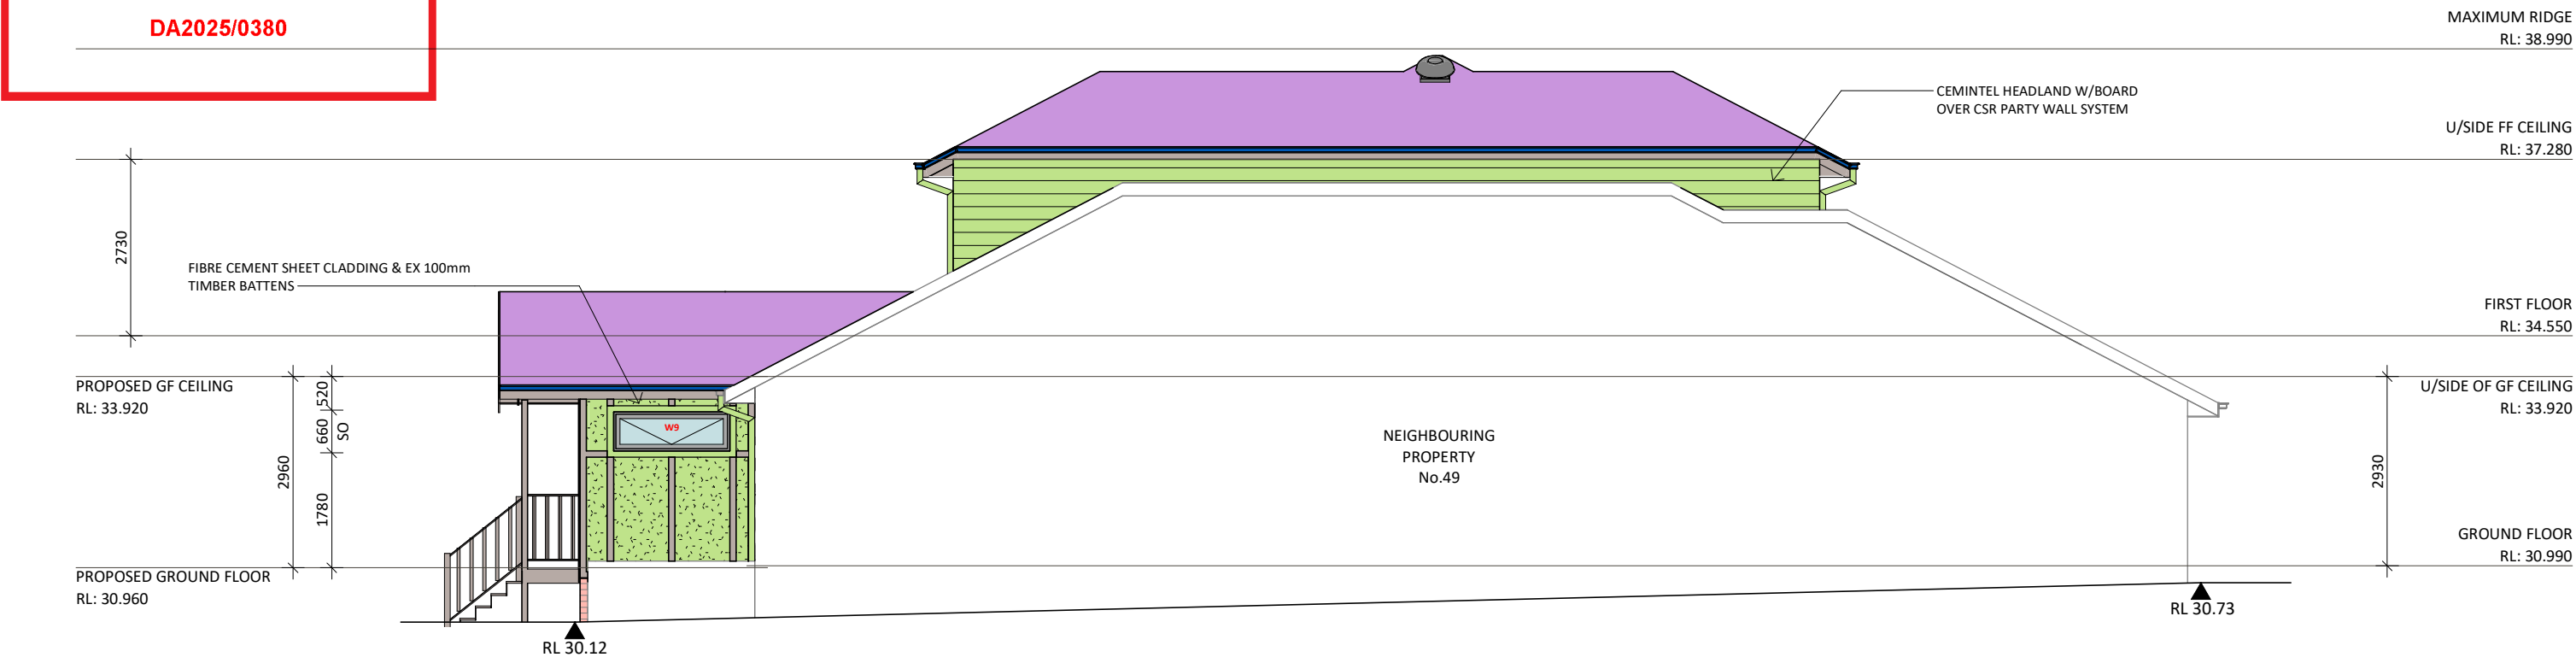 DA2025/0380
MAXIMUM RIDGE
RL: 38.990
CEMINTEL HEADLAND W/BOARD
OVER CSR PARTY WALL SYSTEM
U/SIDE FF CEILING
RL: 37.280
2730
FIBRE CEMENT SHEET CLADDING & EX 100mm
TIMBER BATTENS
FIRST FLOOR
RL: 34.550
PROPOSED GF CEILING
RL: 33.920
U/SIDE OF GF CEILING
RL: 33.920
520
660
SO
1780
2960
W9
NEIGHBOURING
PROPERTY
No.49
2930
GROUND FLOOR
RL: 30.990
PROPOSED GROUND FLOOR
RL: 30.960
RL 30.12
RL 30.73